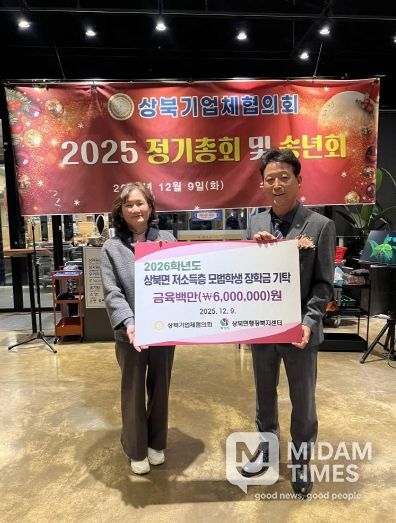 상북기업체협의회
2025 정기총회 및 송년회
12월 9일(화)
2026학년도
상북면 저소득층 모범학생 장학금 기탁
금육백만(₩6,000,000)원
2025. 12. 9.
상북기업체협의회 상북면행정복지센터
MIDAM
TIMES
good news, good people